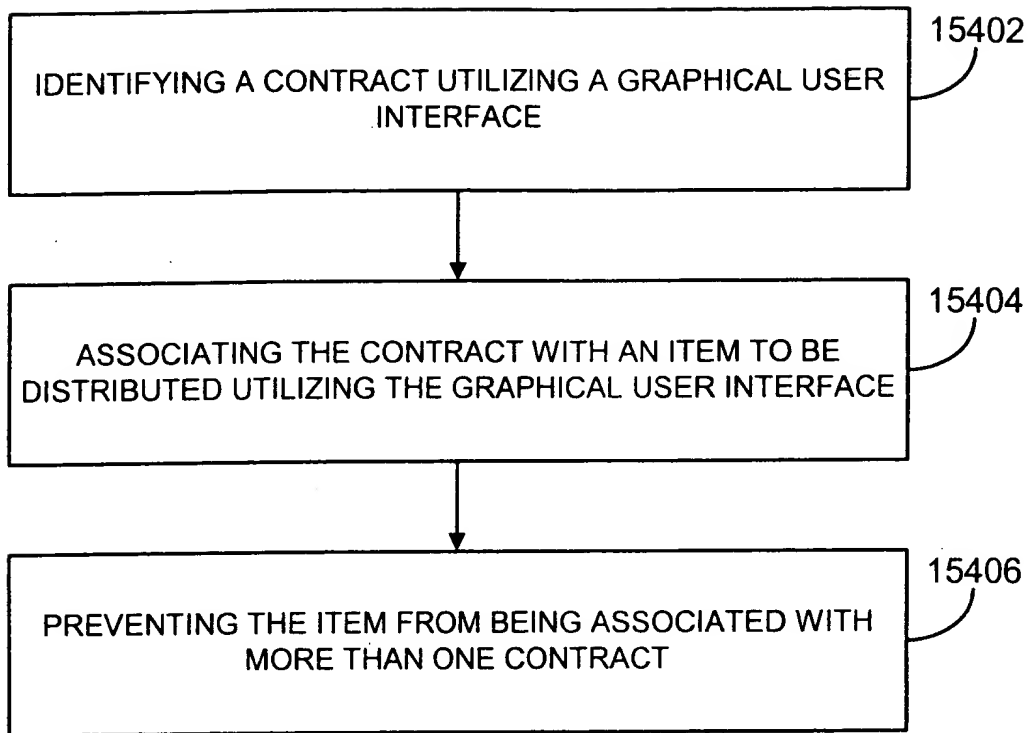 15402
IDENTIFYING A CONTRACT UTILIZING A GRAPHICAL USER
INTERFACE
15404
ASSOCIATING THE CONTRACT WITH AN ITEM TO BE
DISTRIBUTED UTILIZING THE GRAPHICAL USER INTERFACE
15406
PREVENTING THE ITEM FROM BEING ASSOCIATED WITH
MORE THAN ONE CONTRACT